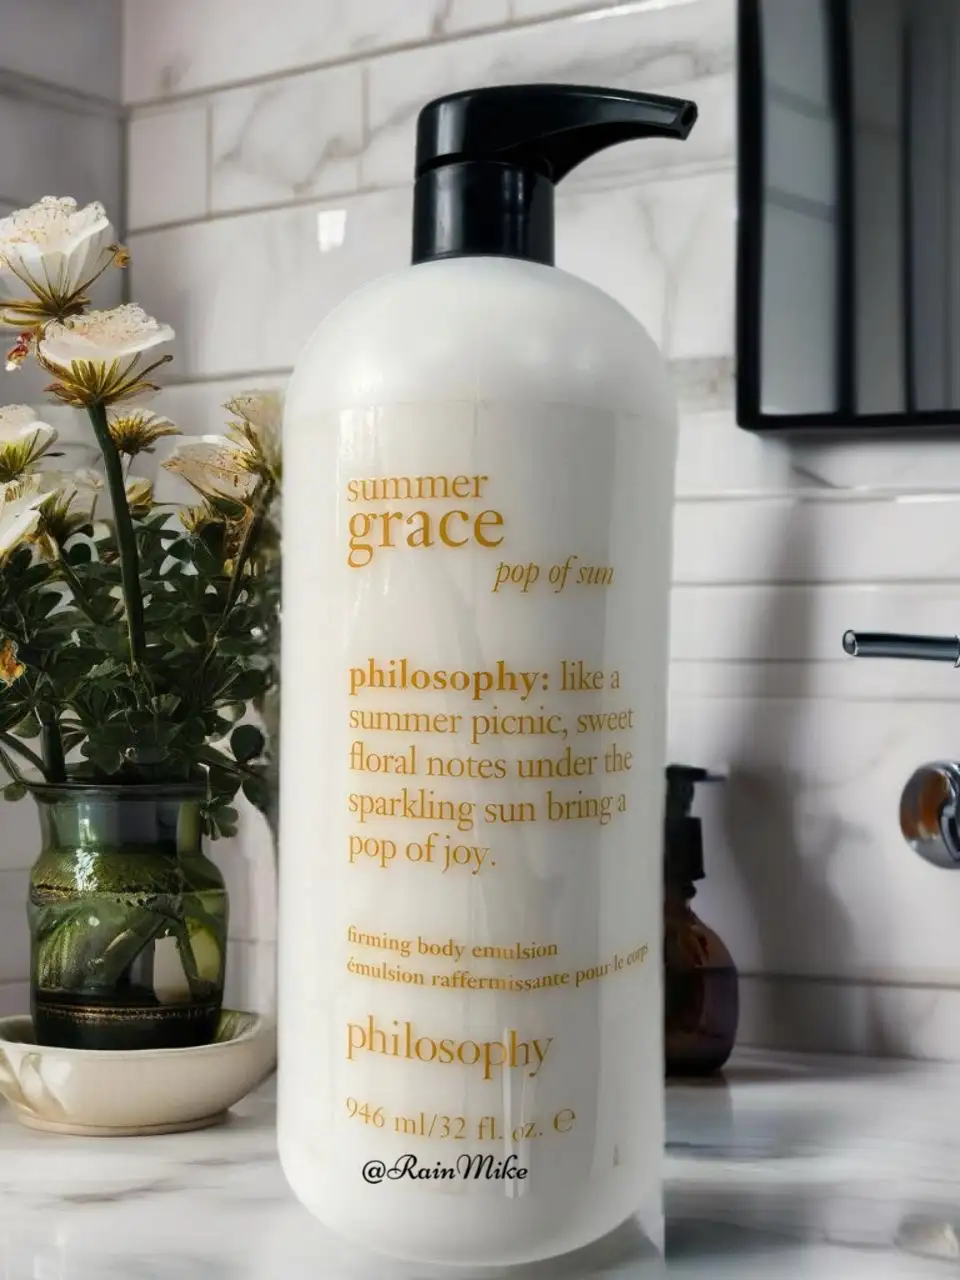 summer
grace
pop of sun
philosophy: like a
summer picnic, sweet
floral notes under the
sparkling sun bring a
pop of joy.
firming body emulsion
émulsion raffermissante pour le corps
philosophy
946 ml/32 fl. oz. ℮
@RainMike